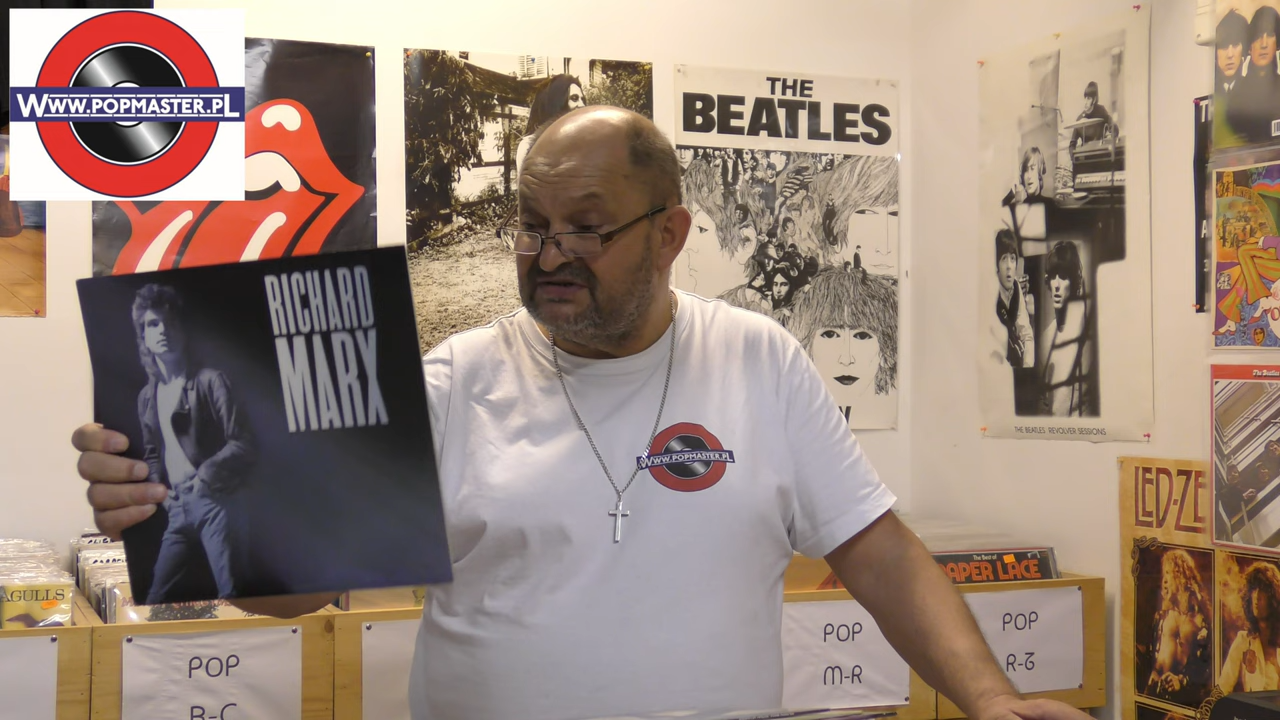 WWW.POPMASTER.PL
THE
BEATLES
RICHARD
MARX
WWW.POPMASTER.PL
THE BEATLES REVOLVER SESSIONS
LED-ZE
The Best of
PAPER LACE
AGULLS
POP
B-C
POP
M-R
POP
R-Z